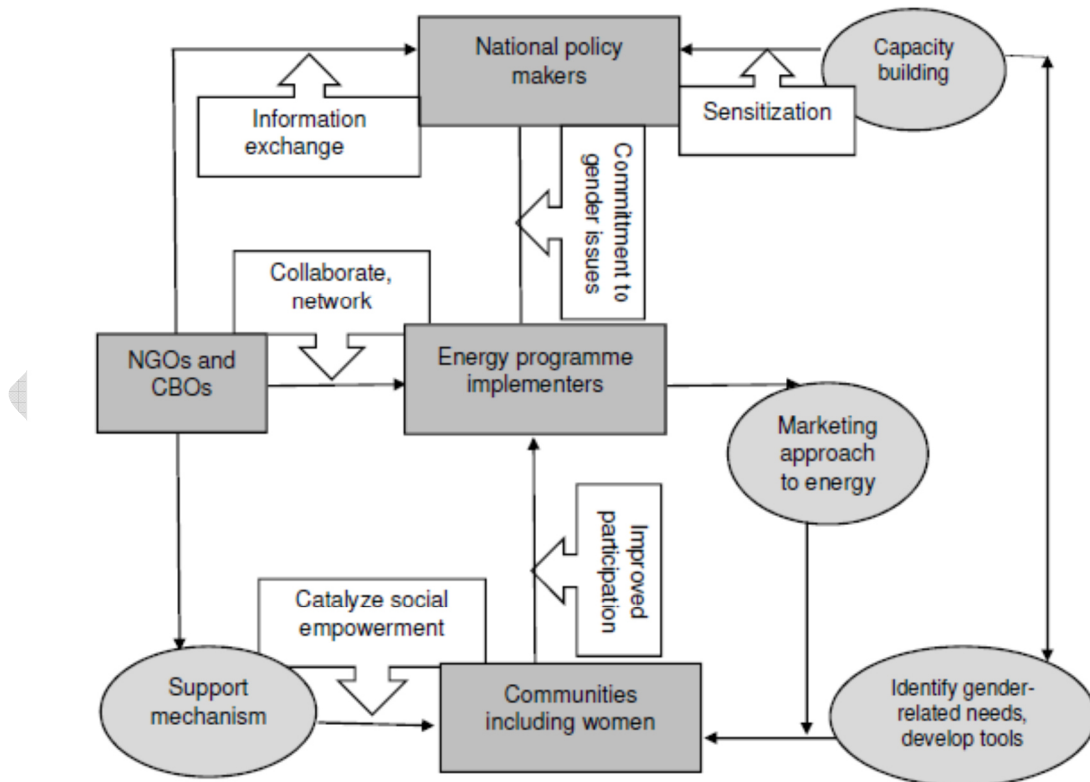 National policy
makers
Capacity
building
Information
exchange
Sensitization
Committment to
gender issues
Collaborate,
network
NGOs and
CBOs
Energy programme
implementers
Marketing
approach
to energy
Improved
participation
Catalyze social
empowerment
Support
mechanism
Communities
including women
Identify gender-
related needs,
develop tools